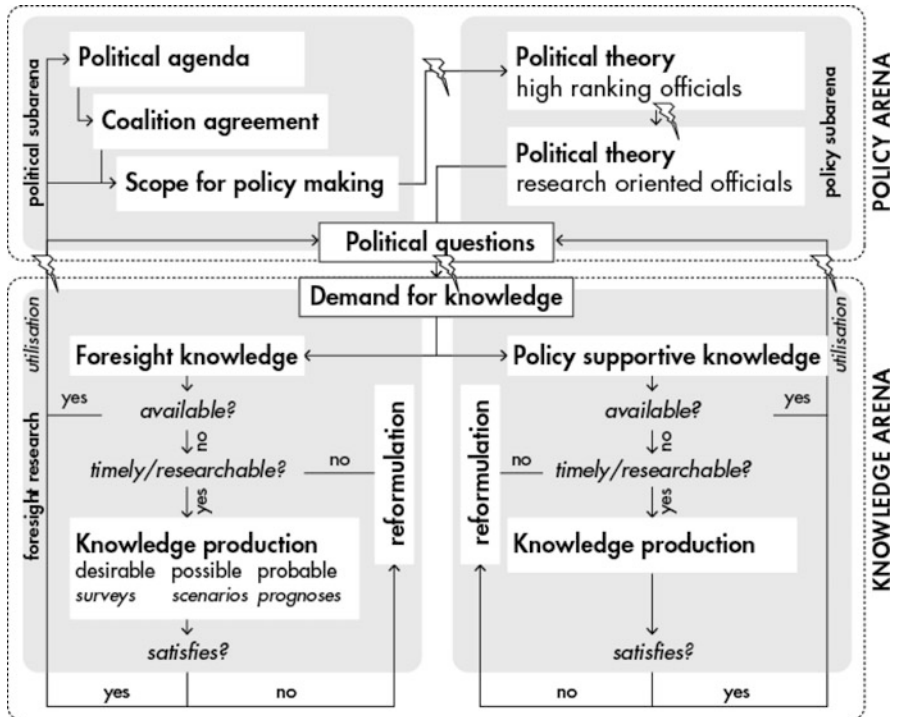 Political agenda
Coalition agreement
Scope for policy making
political subarena
Political theory
high ranking officials
Political theory
research oriented officials
policy subarena
POLICY ARENA
Political questions
Demand for knowledge
utilisation
utilisation
Foresight knowledge
Policy supportive knowledge
yes
available?
no
timely/researchable?
no
yes
reformulation
Knowledge production
desirable possible probable
surveys scenarios prognoses
satisfies?
yes
no
foresight research
available?
yes
no
timely/researchable?
no
yes
reformulation
Knowledge production
satisfies?
no
yes
KNOWLEDGE ARENA